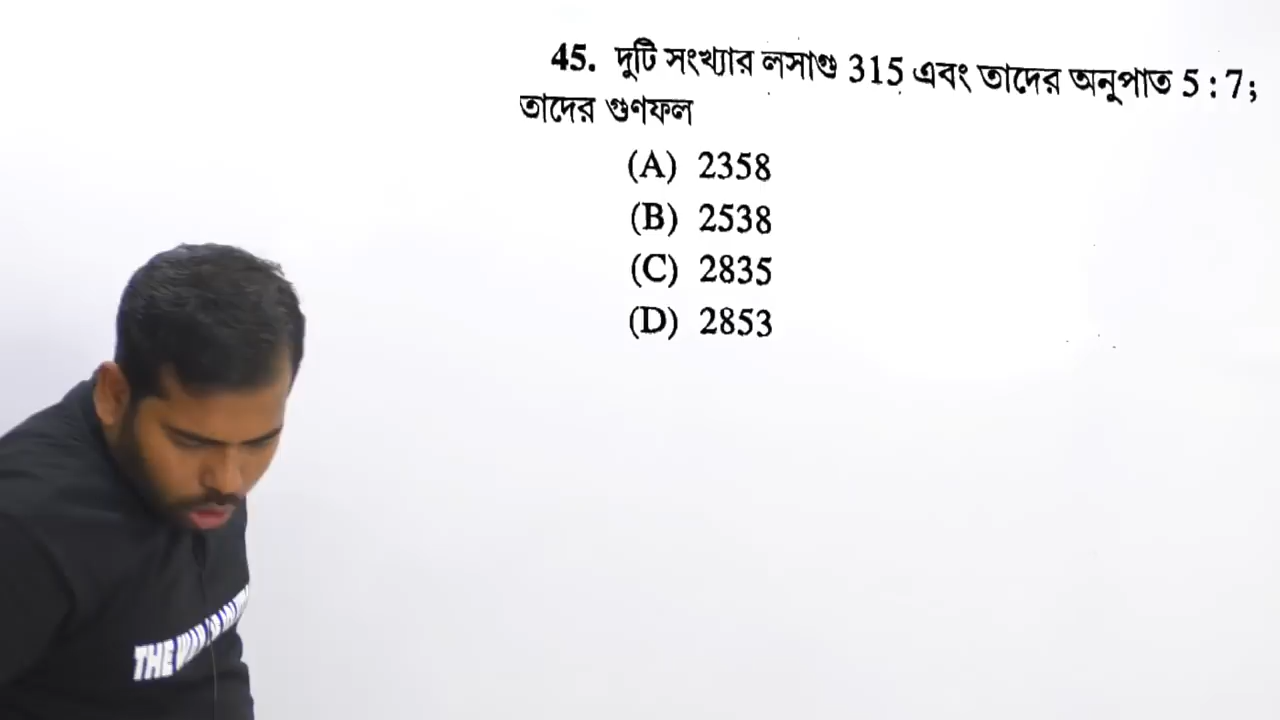 45. দুটি সংখ্যার লসাগু 315 এবং তাদের অনুপাত 5 : 7;
তাদের গুণফল
(A) 2358
(B) 2538
(C) 2835
(D) 2853
THE